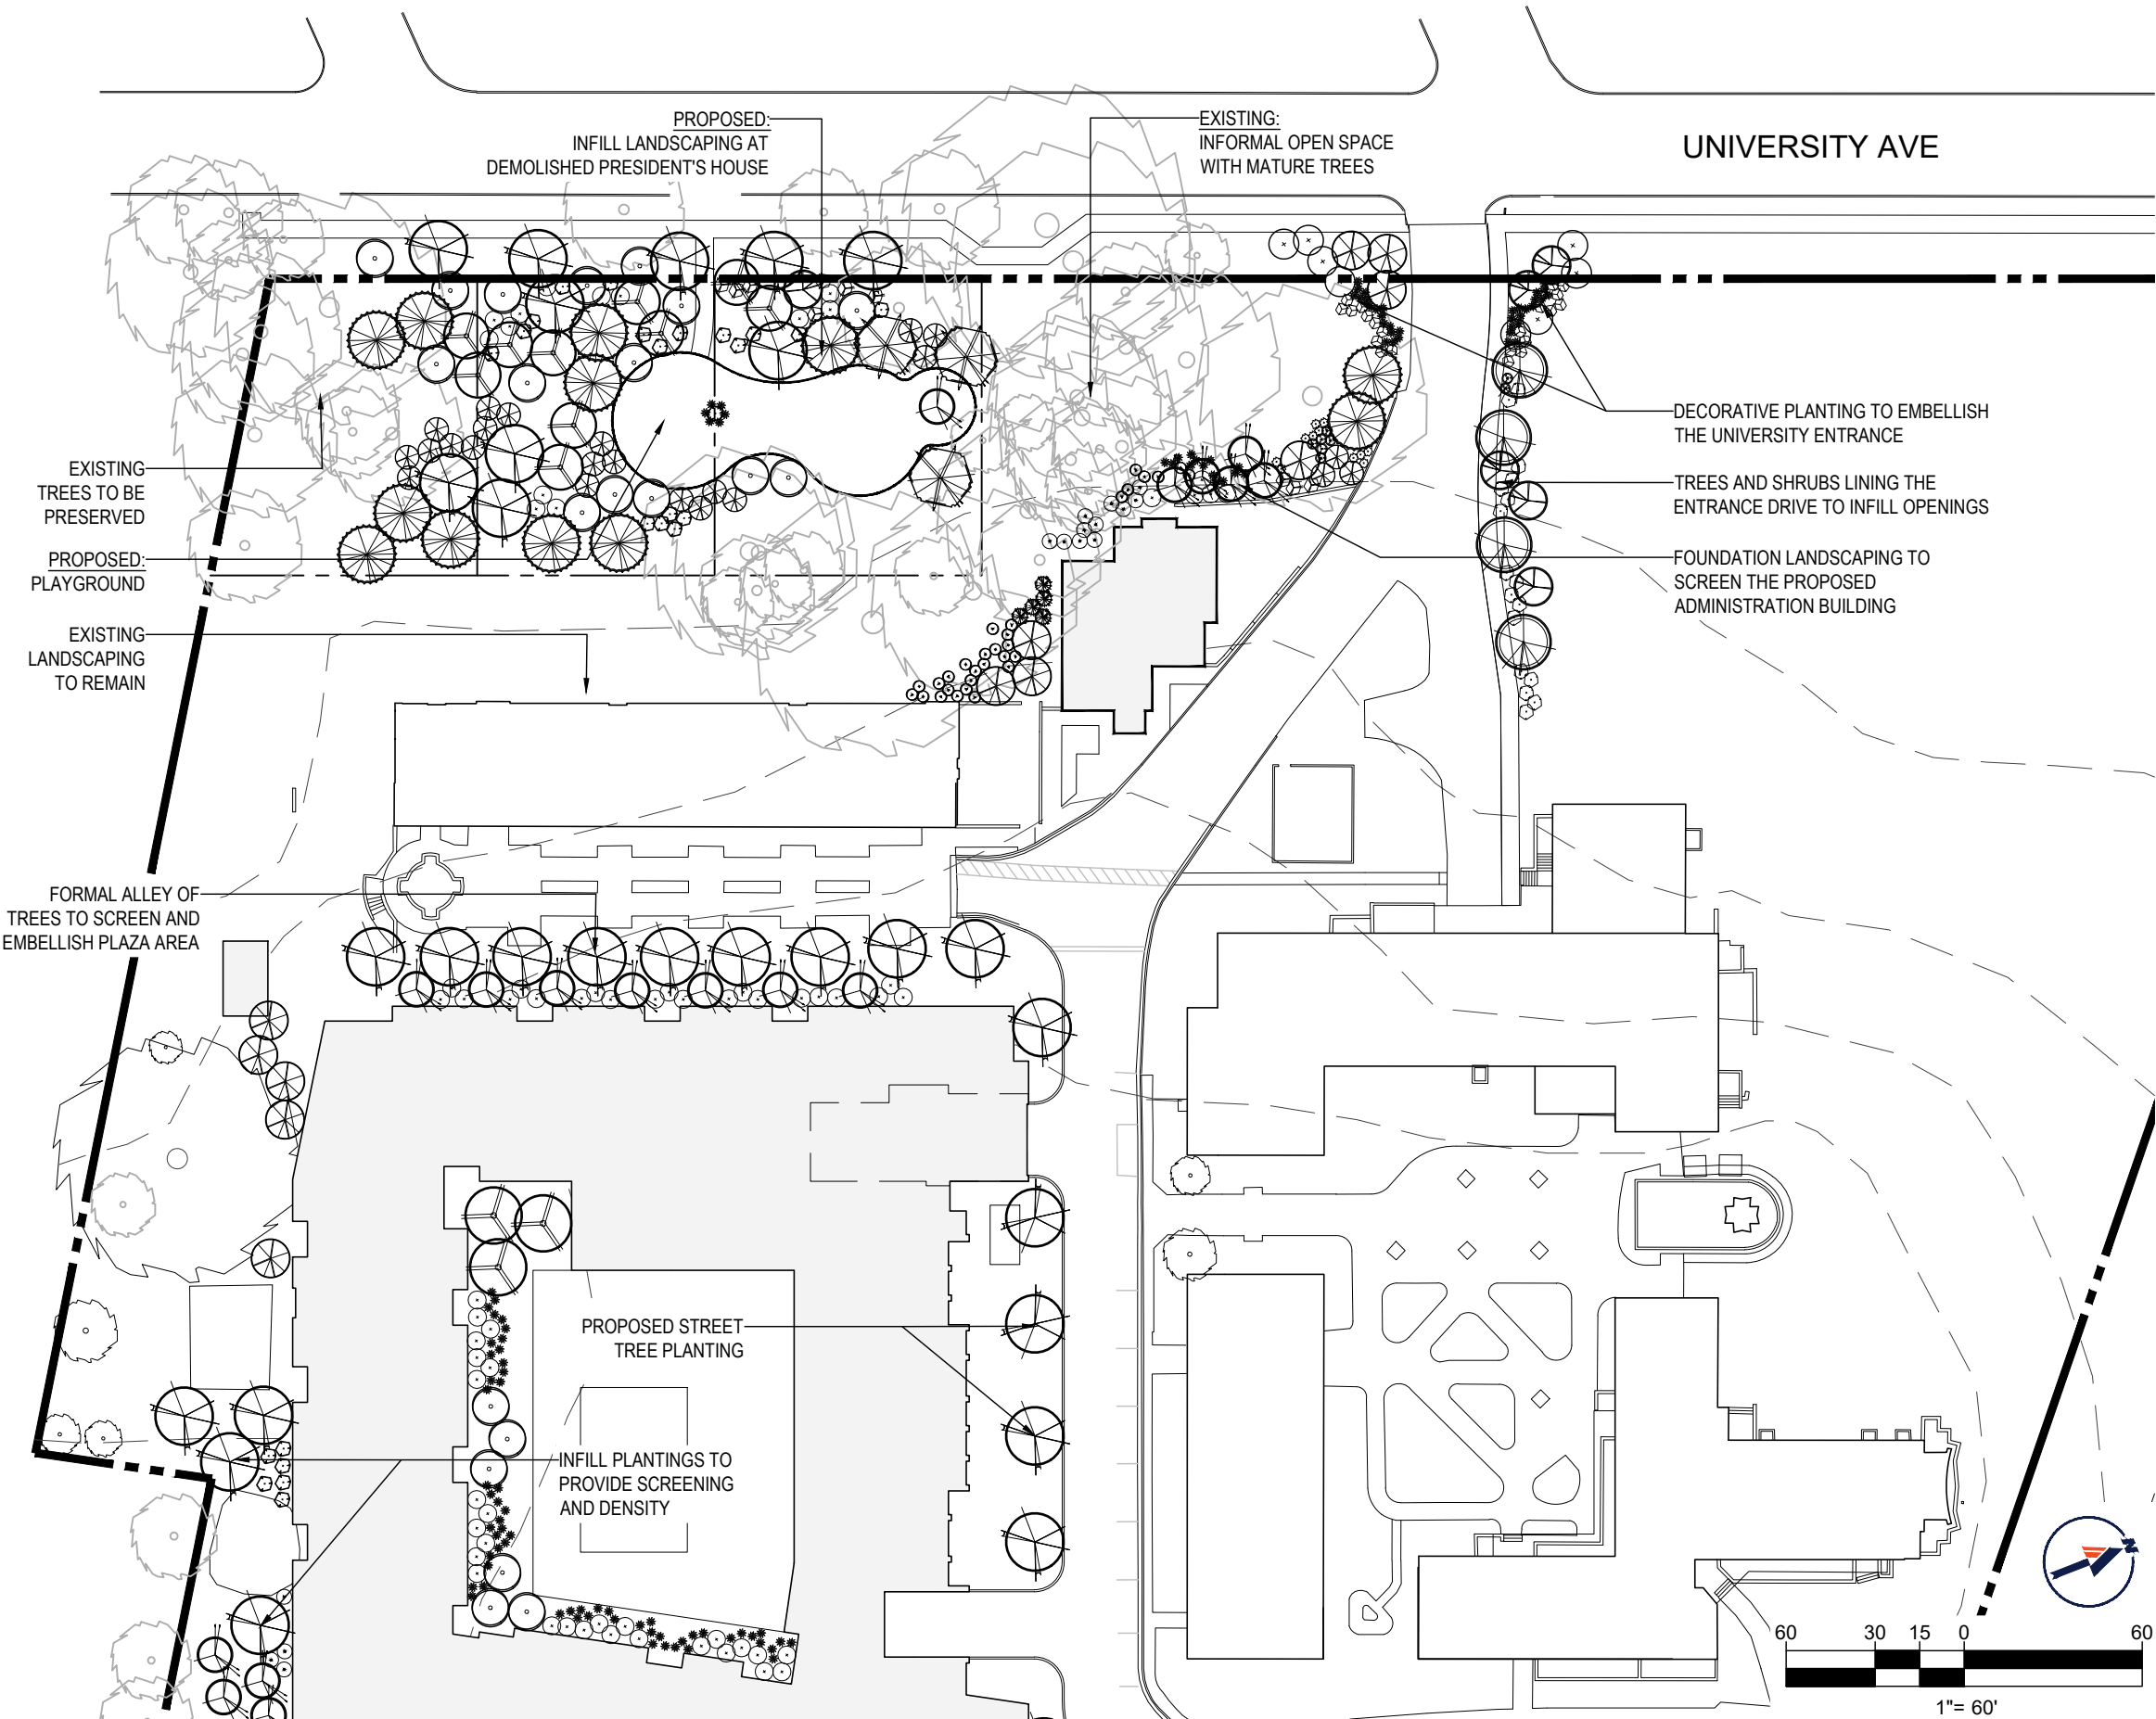 PROPOSED:
INFILL LANDSCAPING AT
DEMOLISHED PRESIDENT'S HOUSE
EXISTING:
INFORMAL OPEN SPACE
WITH MATURE TREES
UNIVERSITY AVE
DECORATIVE PLANTING TO EMBELLISH
THE UNIVERSITY ENTRANCE
EXISTING
TREES TO BE
PRESERVED
TREES AND SHRUBS LINING THE
ENTRANCE DRIVE TO INFILL OPENINGS
PROPOSED:
PLAYGROUND
FOUNDATION LANDSCAPING TO
SCREEN THE PROPOSED
ADMINISTRATION BUILDING
EXISTING
LANDSCAPING
TO REMAIN
FORMAL ALLEY OF
TREES TO SCREEN AND
EMBELLISH PLAZA AREA
PROPOSED STREET
TREE PLANTING
INFILL PLANTINGS TO
PROVIDE SCREENING
AND DENSITY
N
60 30 15 0 60
1"= 60'